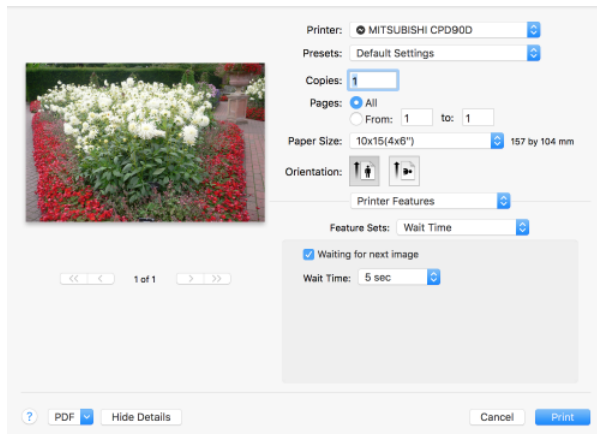 Printer: MITSUBISHI CPD90D
Presets: Default Settings
Copies: 1
Pages: All
From: 1 to: 1
Paper Size: 10x15(4x6") 157 by 104 mm
Orientation:
Printer Features
Feature Sets: Wait Time
Waiting for next image
Wait Time: 5 sec
<< < 1 of 1 > >>
? PDF Hide Details Cancel Print